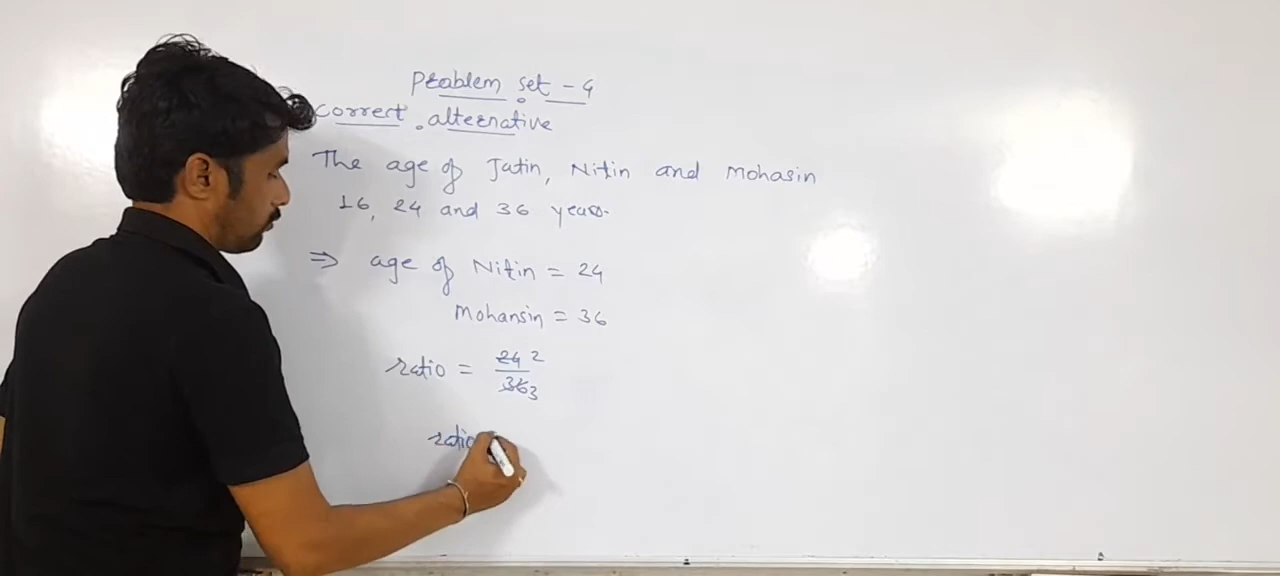 Problem set - 4
Correct alternative
The age of Jatin, Nitin and Mohasin
16, 24 and 36 years.
⇒ age of Nitin = 24
Mohansin = 36
ratio = 24 2
36 3
ratio